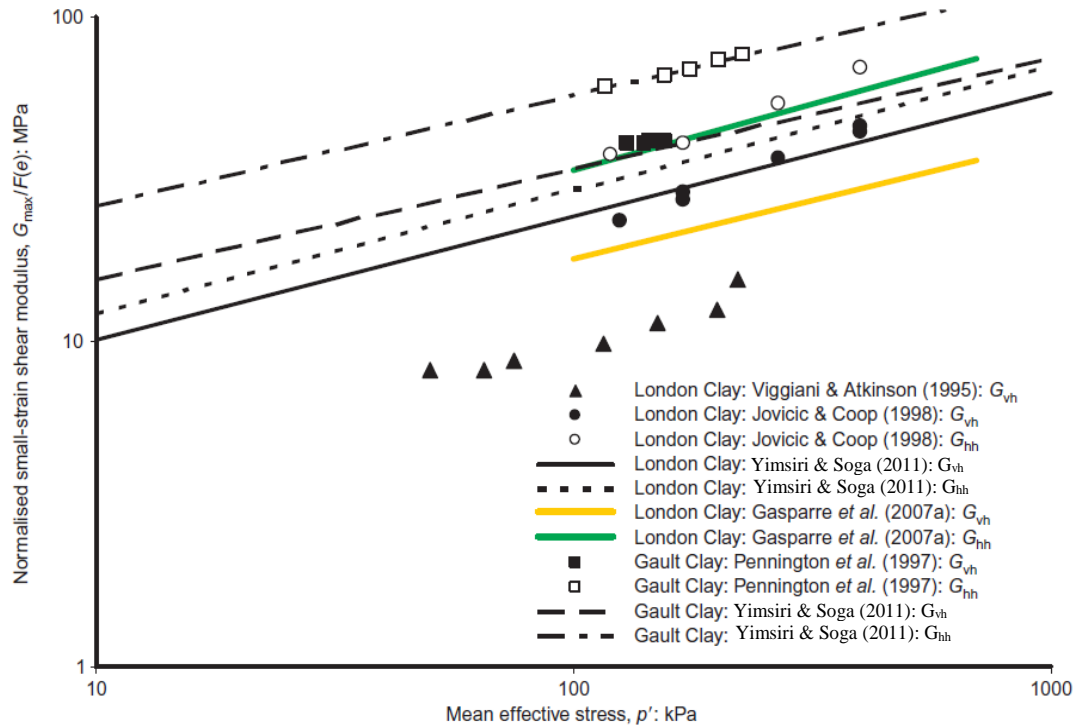 100
10
1
10
100
1000
Normalised small-strain shear modulus, Gmax/F(e): MPa
Mean effective stress, p′: kPa
London Clay: Viggiani & Atkinson (1995): Gvh
London Clay: Jovicic & Coop (1998): Gvh
London Clay: Jovicic & Coop (1998): Ghh
London Clay: Yimsiri & Soga (2011): Gvh
London Clay: Yimsiri & Soga (2011): Ghh
London Clay: Gasparre et al. (2007a): Gvh
London Clay: Gasparre et al. (2007a): Ghh
Gault Clay: Pennington et al. (1997): Gvh
Gault Clay: Pennington et al. (1997): Ghh
Gault Clay: Yimsiri & Soga (2011): Gvh
Gault Clay: Yimsiri & Soga (2011): Ghh